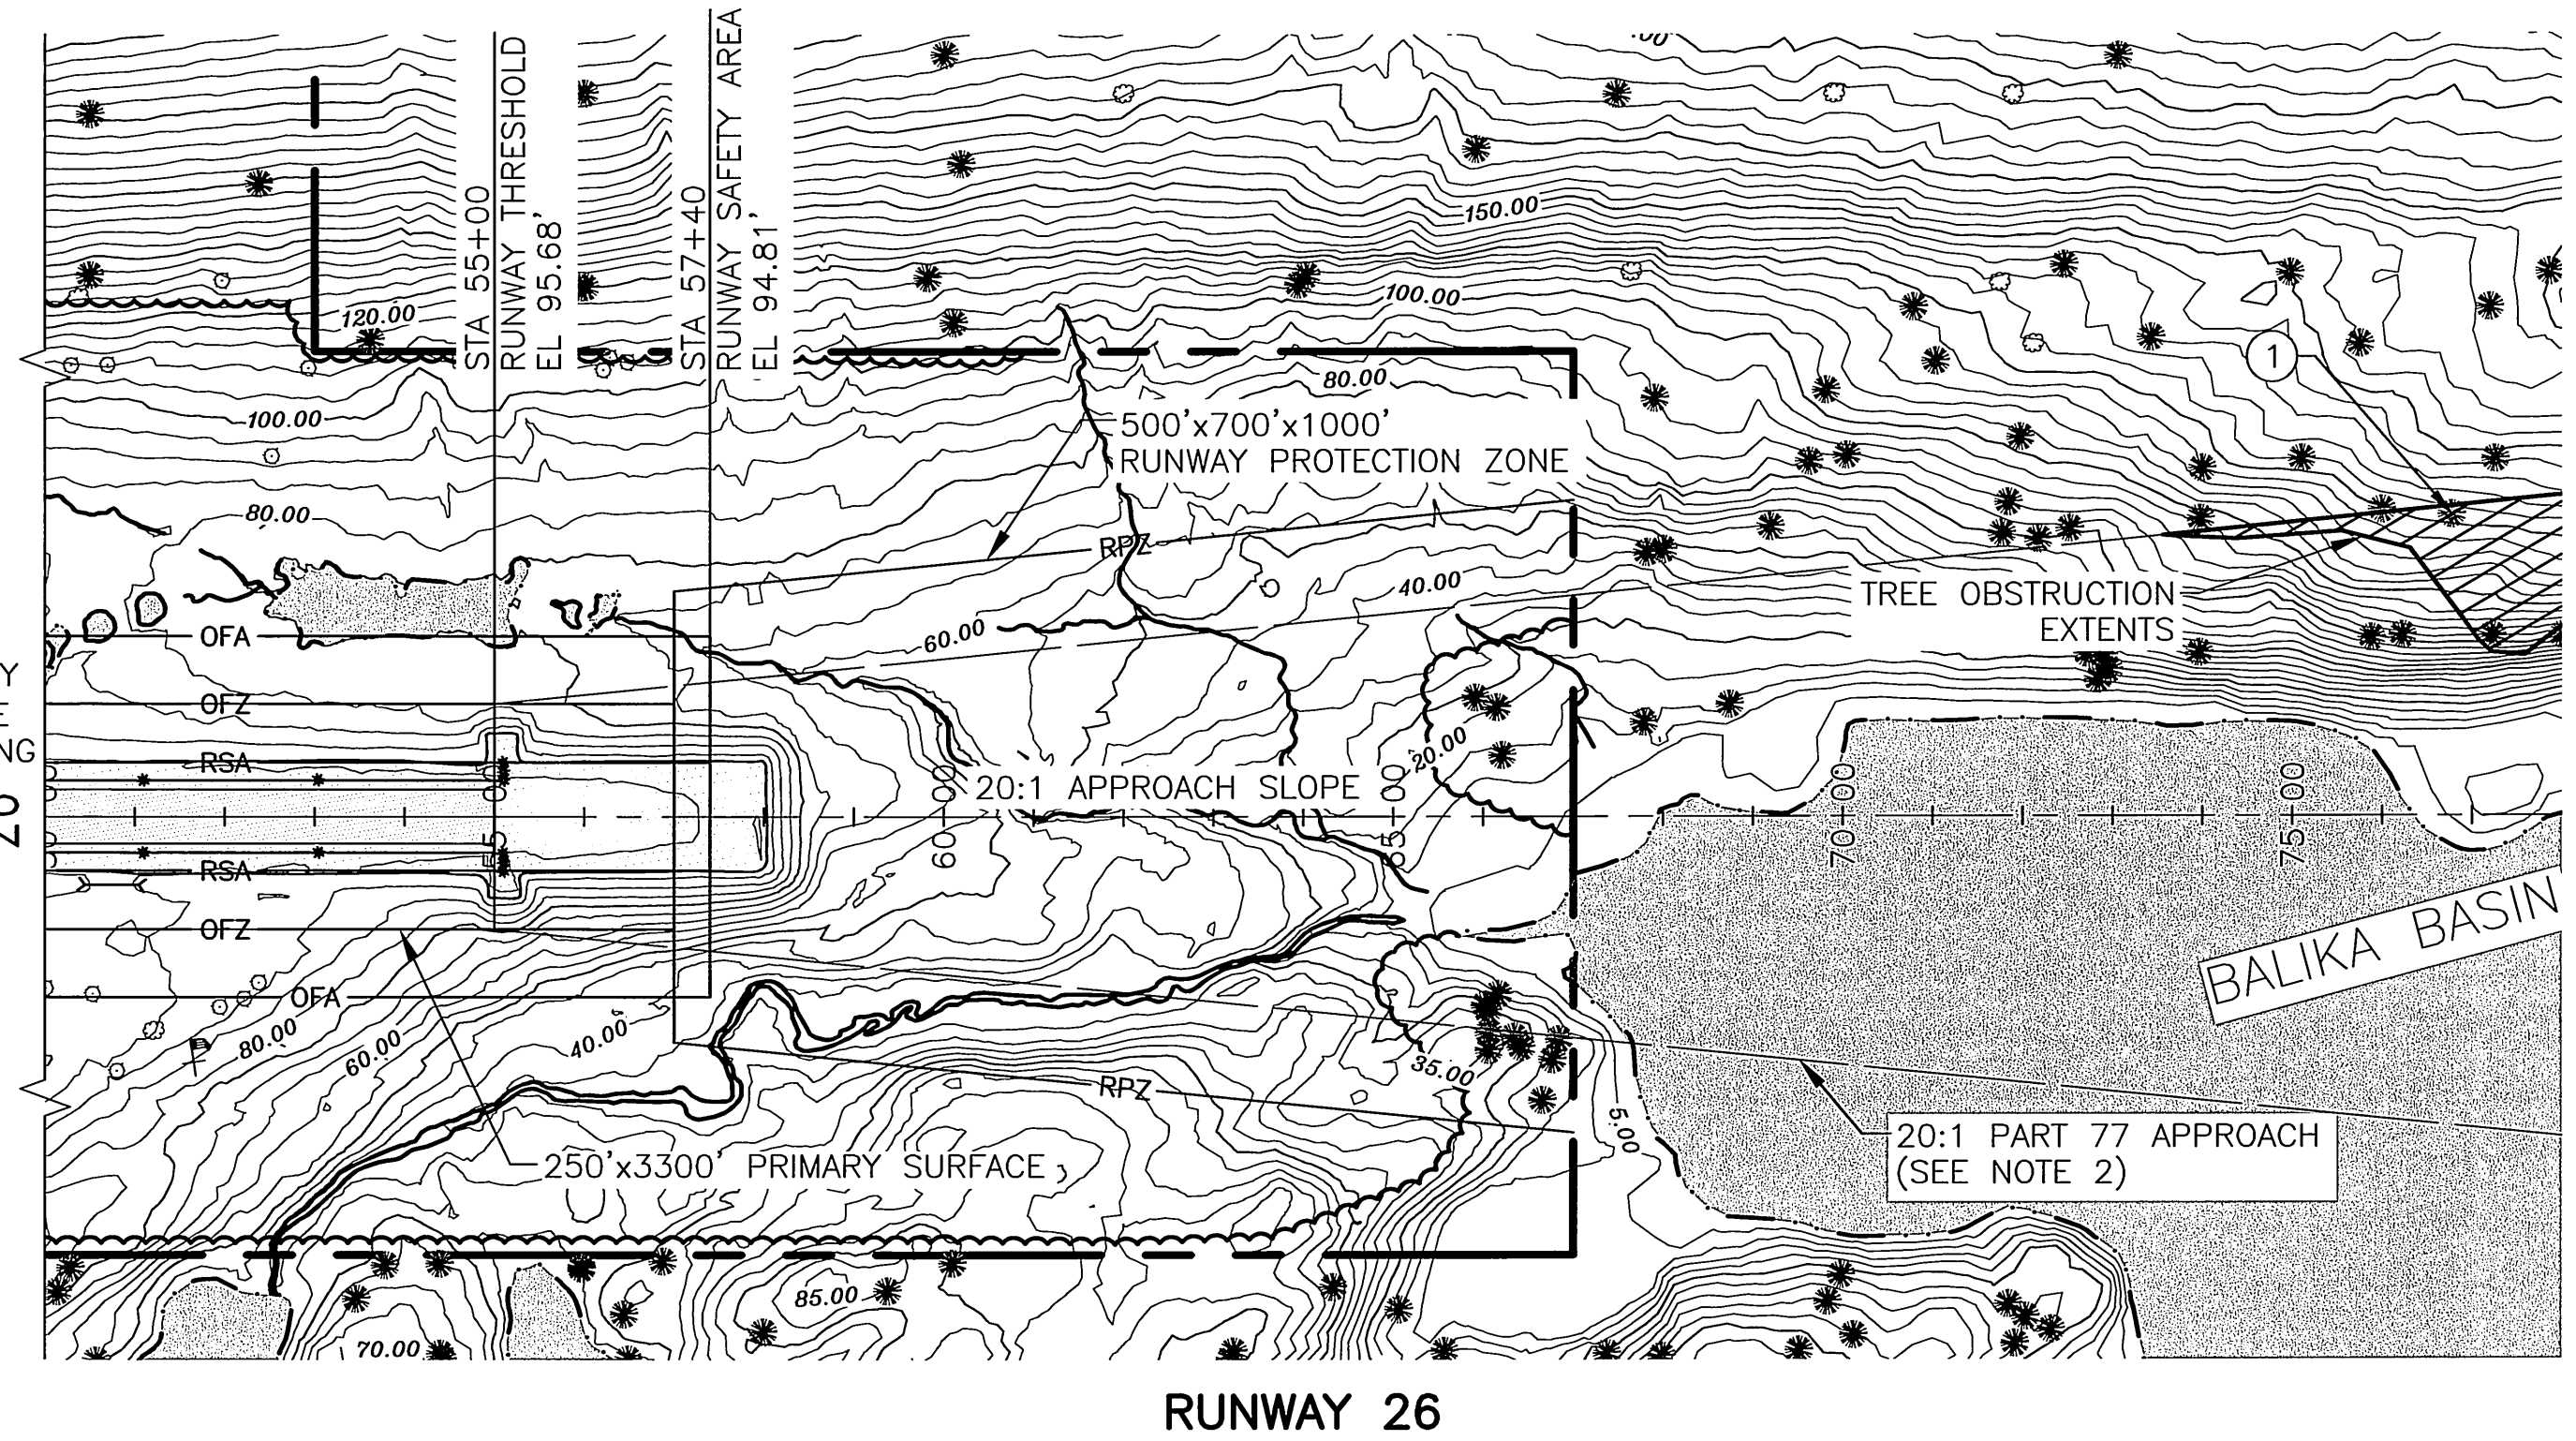 STA 55+00
RUNWAY THRESHOLD
EL 95.68'
STA 57+40
RUNWAY SAFETY AREA
EL 94.81'
150.00
120.00
100.00
80.00
1
100.00
500'x700'x1000'
RUNWAY PROTECTION ZONE
80.00
RPZ
40.00
TREE OBSTRUCTION
EXTENTS
OFA
60.00
OFZ
RSA
20.00
20:1 APPROACH SLOPE
60+00
70+00
75+00
RSA
BALIKA BASIN
OFZ
OFA
80.00
60.00
40.00
35.00
RPZ
5.00
20:1 PART 77 APPROACH
(SEE NOTE 2)
250'x3300' PRIMARY SURFACE
85.00
70.00
RUNWAY 26